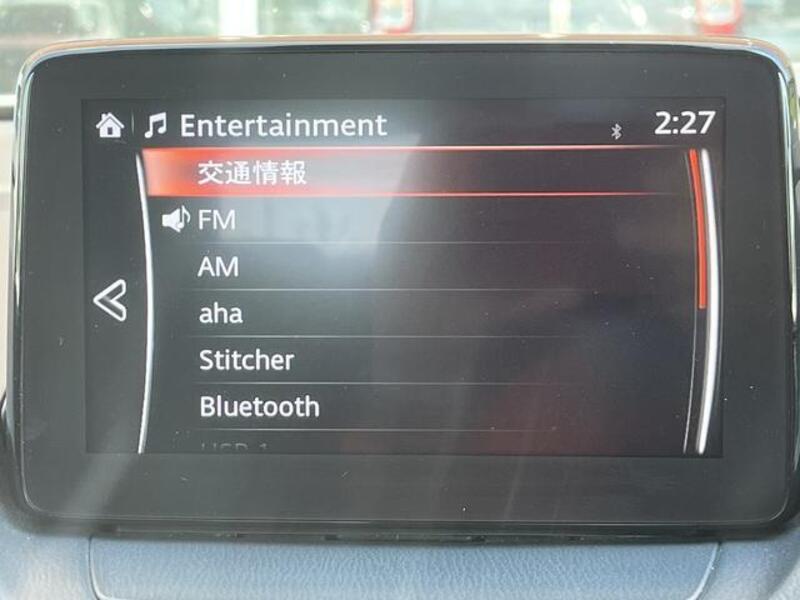 Entertainment 2:27
交通情報
FM
AM
aha
Stitcher
Bluetooth